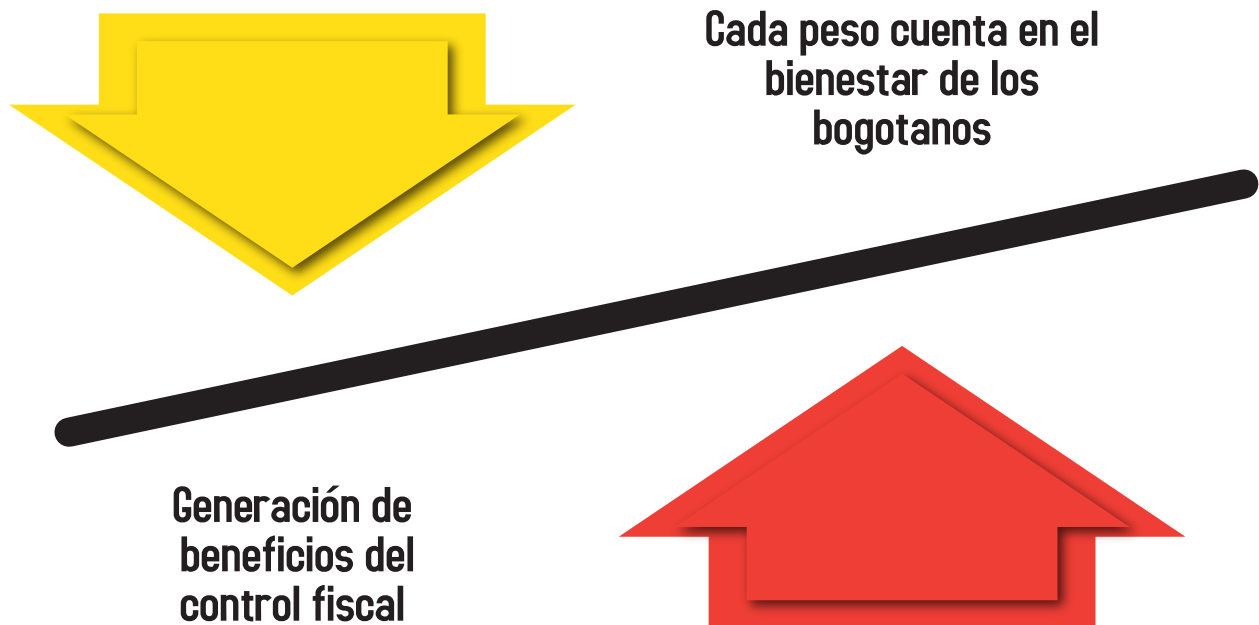 Cada peso cuenta en el
bienestar de los
bogotanos
Generación de
beneficios del
control fiscal